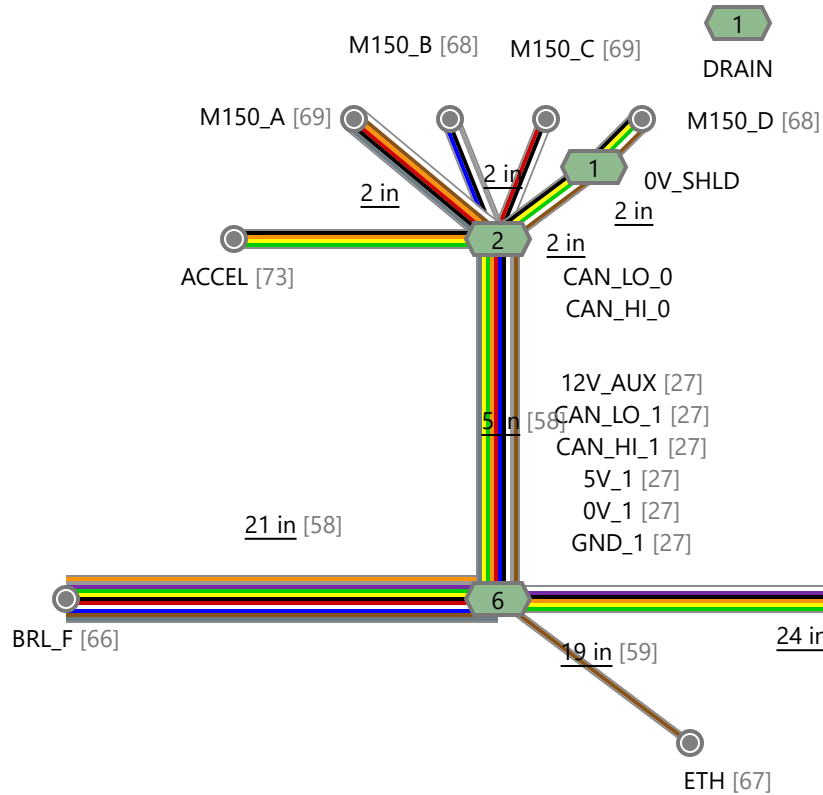 1
DRAIN
M150_B [68]
M150_C [69]
M150_A [69]
M150_D [68]
1
0V_SHLD
2 in
2 in
2 in
2
2 in
ACCEL [73]
CAN_LO_0
CAN_HI_0
12V_AUX [27]
5 in [58]
CAN_LO_1 [27]
CAN_HI_1 [27]
5V_1 [27]
0V_1 [27]
GND_1 [27]
21 in [58]
6
BRL_F [66]
24 in
19 in [59]
ETH [67]